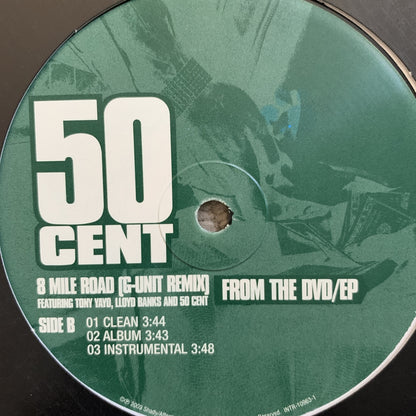 50
CENT
8 MILE ROAD (G-UNIT REMIX)
FEATURING TONY YAYO, LLOYD BANKS AND 50 CENT
FROM THE DVD/EP
SIDE B
01 CLEAN 3:44
02 ALBUM 3:43
03 INSTRUMENTAL 3:48
Reserved. INTR-10963-1